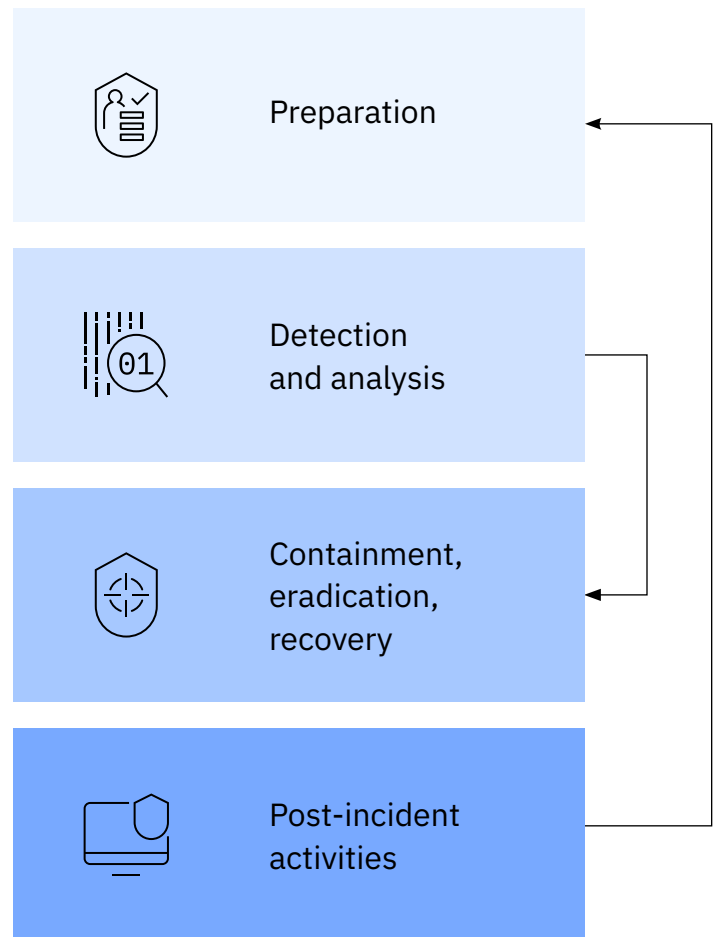 Preparation
01
Detection
and analysis
Containment,
eradication,
recovery
Post-incident
activities